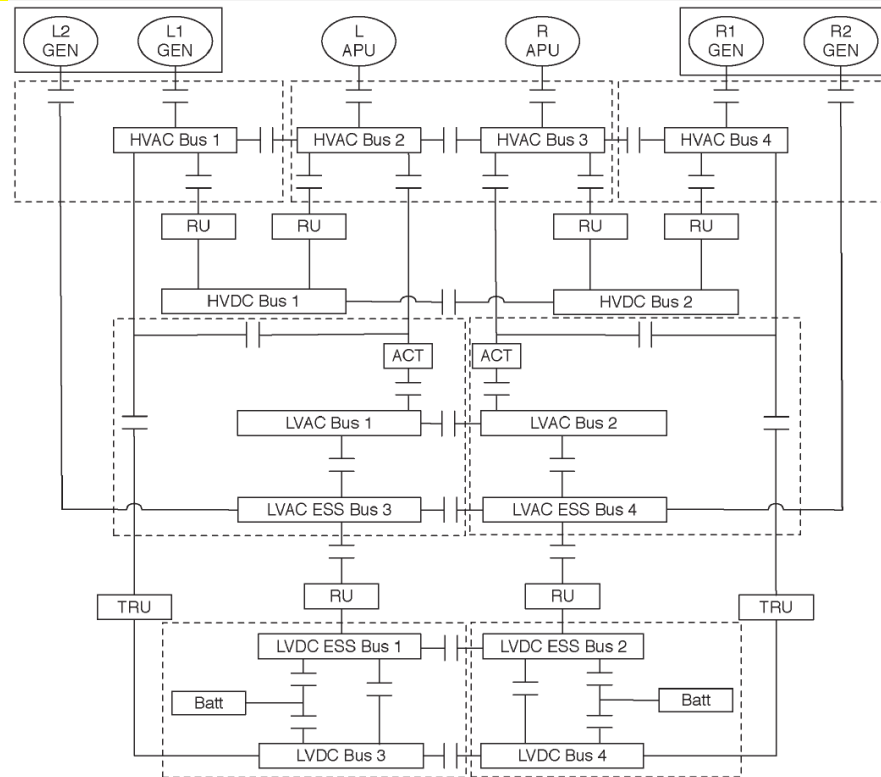 L2
GEN
L1
GEN
L
APU
R
APU
R1
GEN
R2
GEN
HVAC Bus 1
HVAC Bus 2
HVAC Bus 3
HVAC Bus 4
RU
RU
RU
RU
HVDC Bus 1
HVDC Bus 2
ACT
ACT
LVAC Bus 1
LVAC Bus 2
LVAC ESS Bus 3
LVAC ESS Bus 4
TRU
RU
RU
TRU
LVDC ESS Bus 1
LVDC ESS Bus 2
Batt
Batt
LVDC Bus 3
LVDC Bus 4